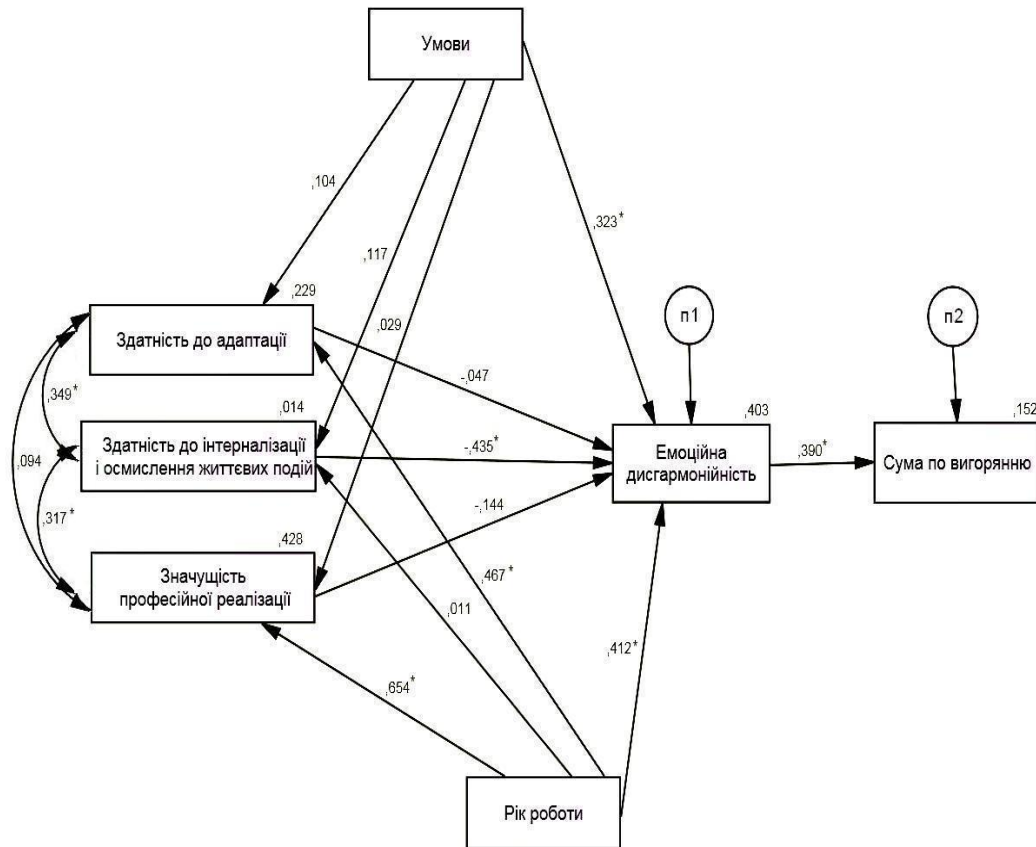 Умови
,104
,323*
,117
,229
,029
п1
п2
Здатність до адаптації
-,047
,349*
,014
,403
,152
Здатність до інтерналізації
і осмислення життєвих подій
-,435*
Емоційна
дисгармонійність
,390*
Сума по вигорянню
,094
,317*
-,144
,428
Значущість
професійної реалізації
,467*
,011
,412*
,654*
Рік роботи